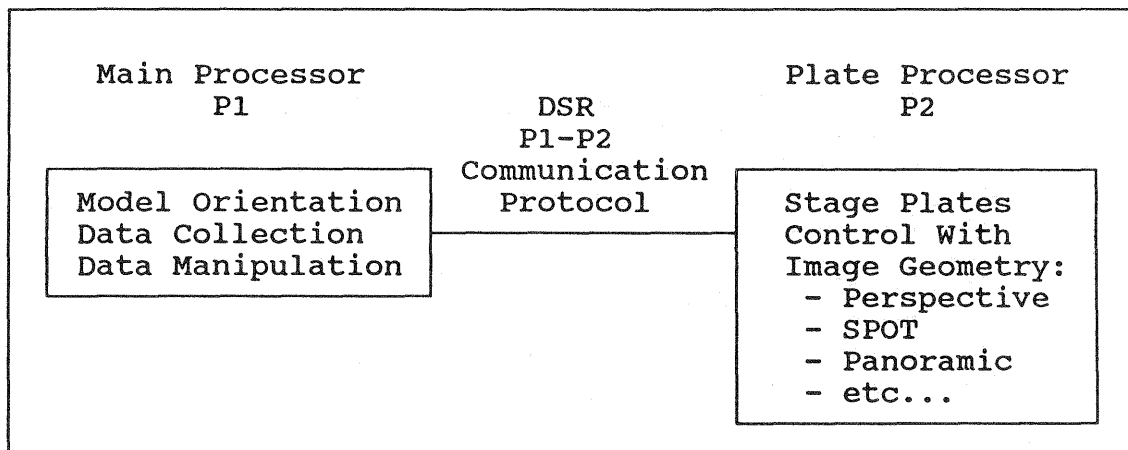 Main Processor
P1
DSR
P1-P2
Communication
Protocol
Plate Processor
P2
Model Orientation
Data Collection
Data Manipulation
Stage Plates
Control With
Image Geometry:
- Perspective
- SPOT
- Panoramic
- etc...